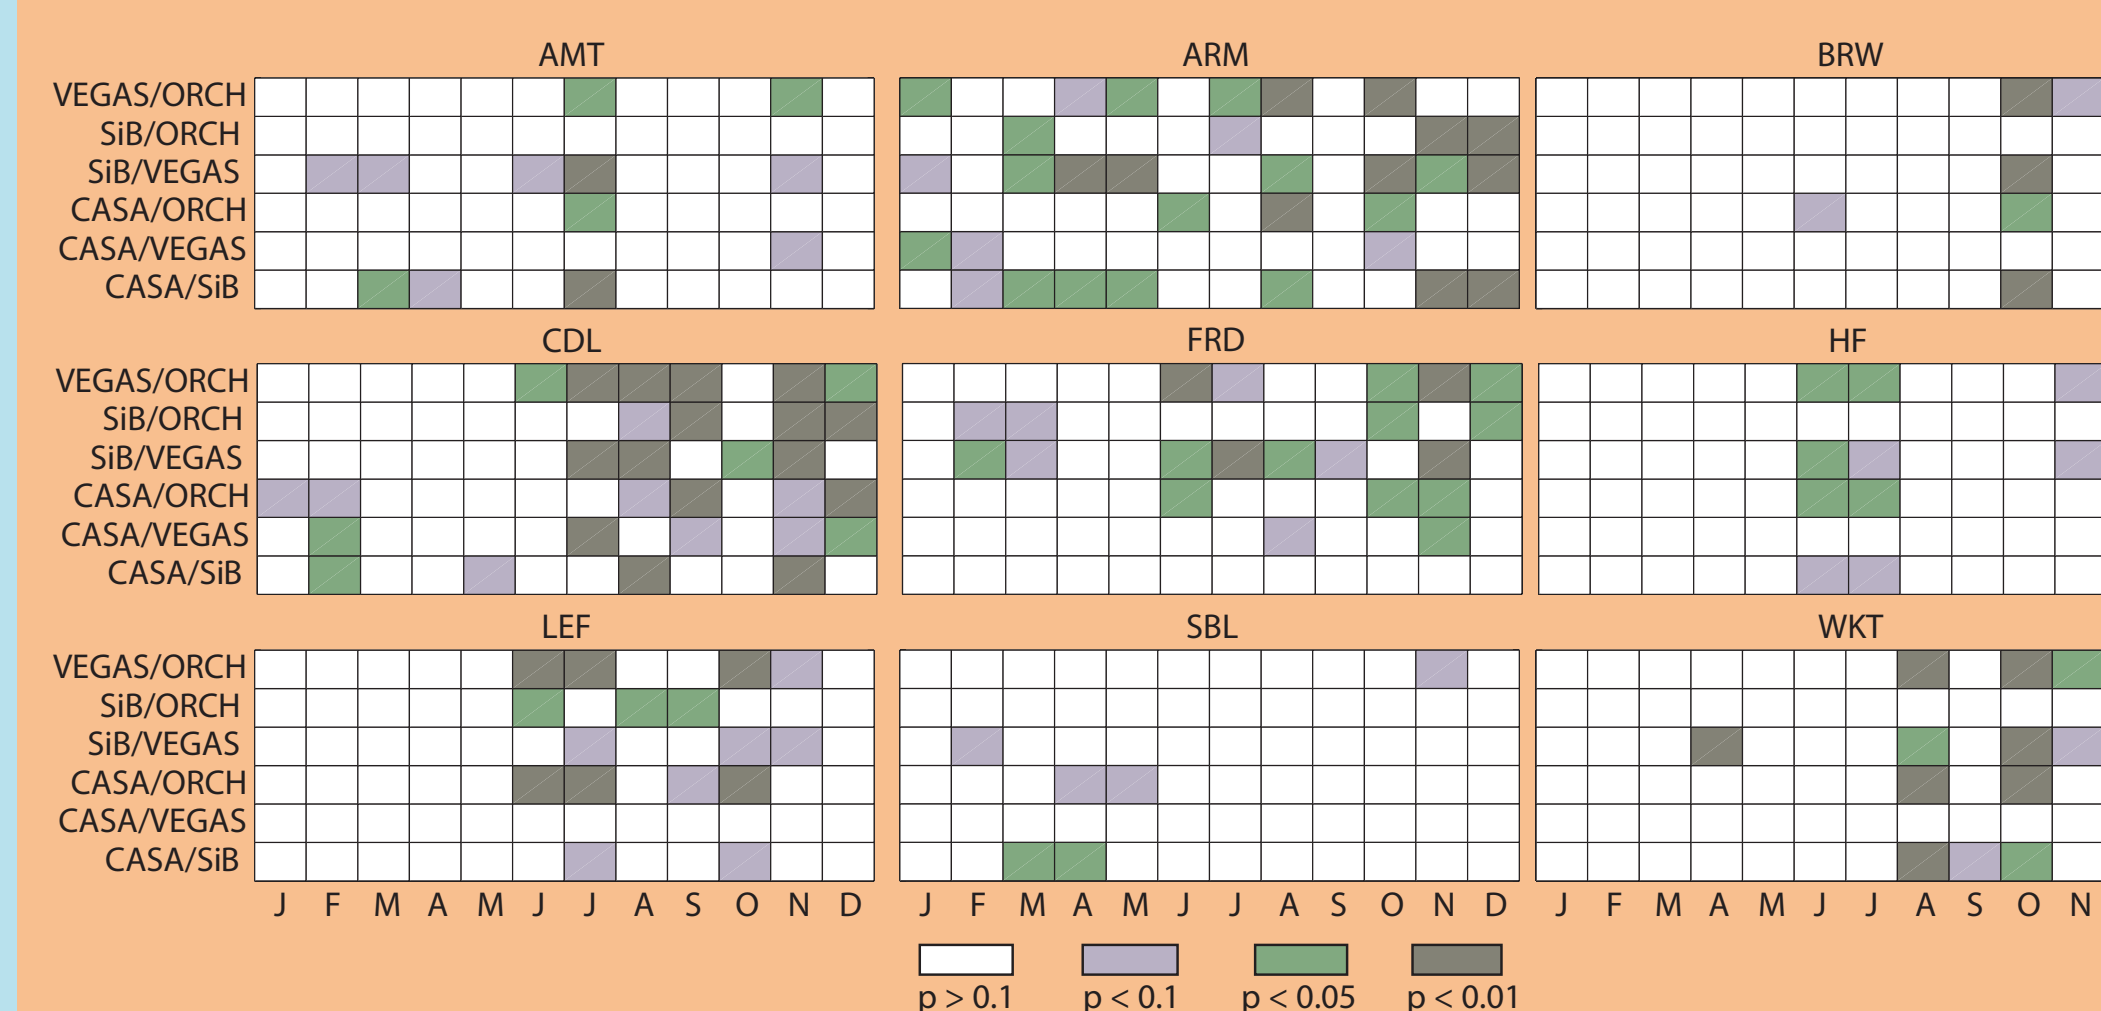 AMT ARM BRW
VEGAS/ORCH
SiB/ORCH
SiB/VEGAS
CASA/ORCH
CASA/VEGAS
CASA/SiB
CDL FRD HF
VEGAS/ORCH
SiB/ORCH
SiB/VEGAS
CASA/ORCH
CASA/VEGAS
CASA/SiB
LEF SBL WKT
VEGAS/ORCH
SiB/ORCH
SiB/VEGAS
CASA/ORCH
CASA/VEGAS
CASA/SiB
J F M A M J J A S O N D J F M A M J J A S O N D J F M A M J J A S O N
p > 0.1 p < 0.1 p < 0.05 p < 0.01